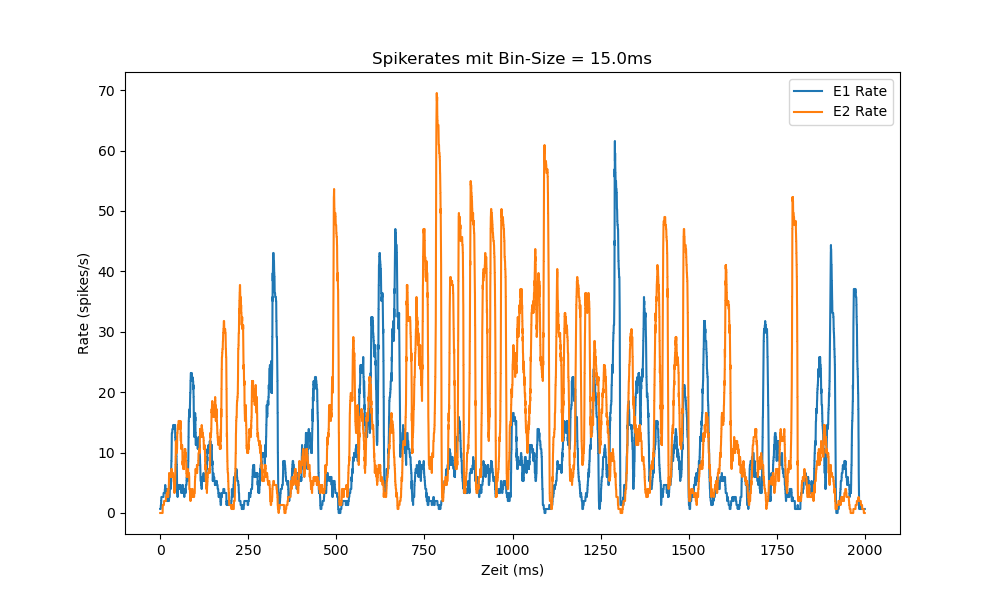 Spikerates mit Bin-Size = 15.0ms
E1 Rate
E2 Rate
70
60
50
40
30
20
10
0
Rate (spikes/s)
0 250 500 750 1000 1250 1500 1750 2000
Zeit (ms)